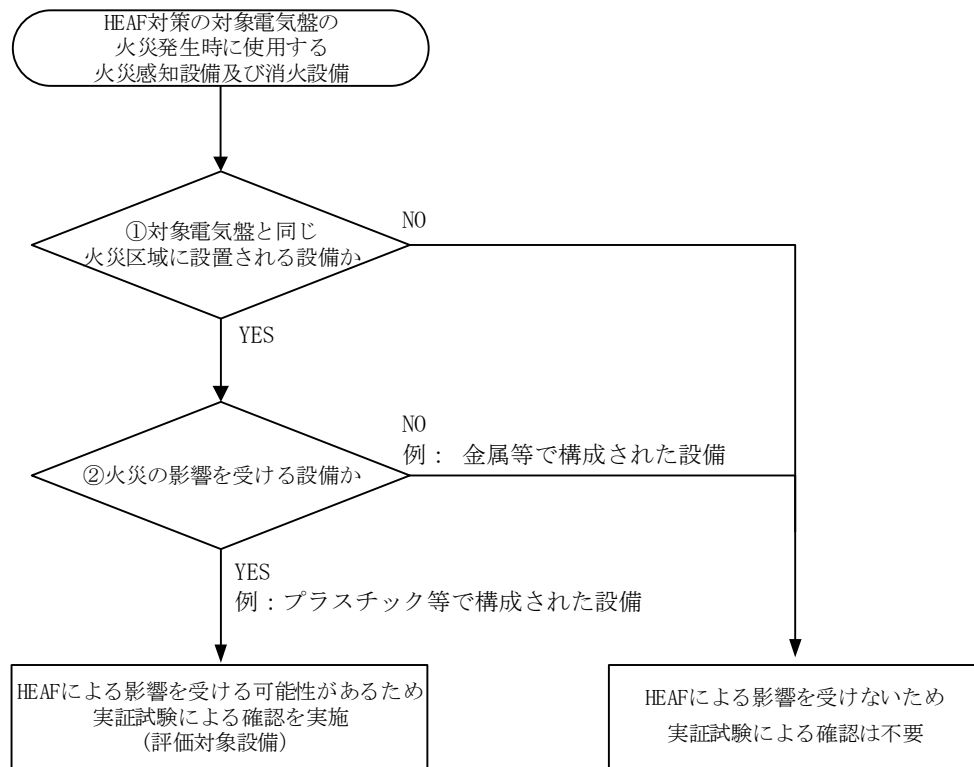 HEAF対策の対象電気盤の
火災発生時に使用する
火災感知設備及び消火設備
①対象電気盤と同じ
火災区域に設置される設備か
NO
YES
②火災の影響を受ける設備か
NO
例： 金属等で構成された設備
YES
例：プラスチック等で構成された設備
HEAFによる影響を受ける可能性があるため
実証試験による確認を実施
(評価対象設備)
HEAFによる影響を受けないため
実証試験による確認は不要